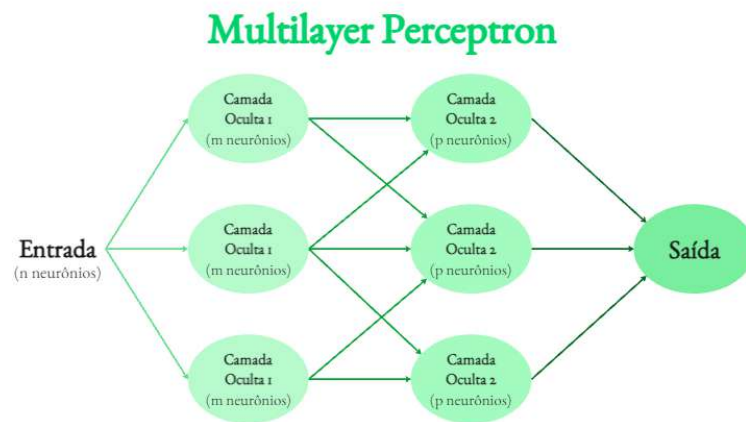 Multilayer Perceptron
Camada
Oculta 1
(m neurônios)
Camada
Oculta 2
(p neurônios)
Entrada
(n neurônios)
Camada
Oculta 1
(m neurônios)
Camada
Oculta 2
(p neurônios)
Saída
Camada
Oculta 1
(m neurônios)
Camada
Oculta 2
(p neurônios)